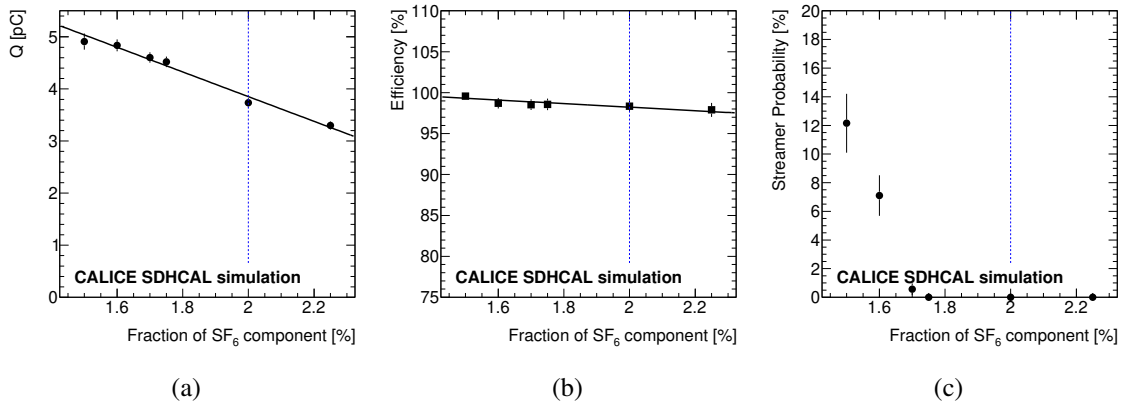 Q [pC]
5
4
3
2
1
0
CALICE SDHCAL simulation
1.6 1.8 2 2.2
Fraction of SF6 component [%]
(a)
Efficiency [%]
110
105
100
95
90
85
80
75
CALICE SDHCAL simulation
1.6 1.8 2 2.2
Fraction of SF6 component [%]
(b)
Streamer Probability [%]
20
18
16
14
12
10
8
6
4
2
0
CALICE SDHCAL simulation
1.6 1.8 2 2.2
Fraction of SF6 component [%]
(c)